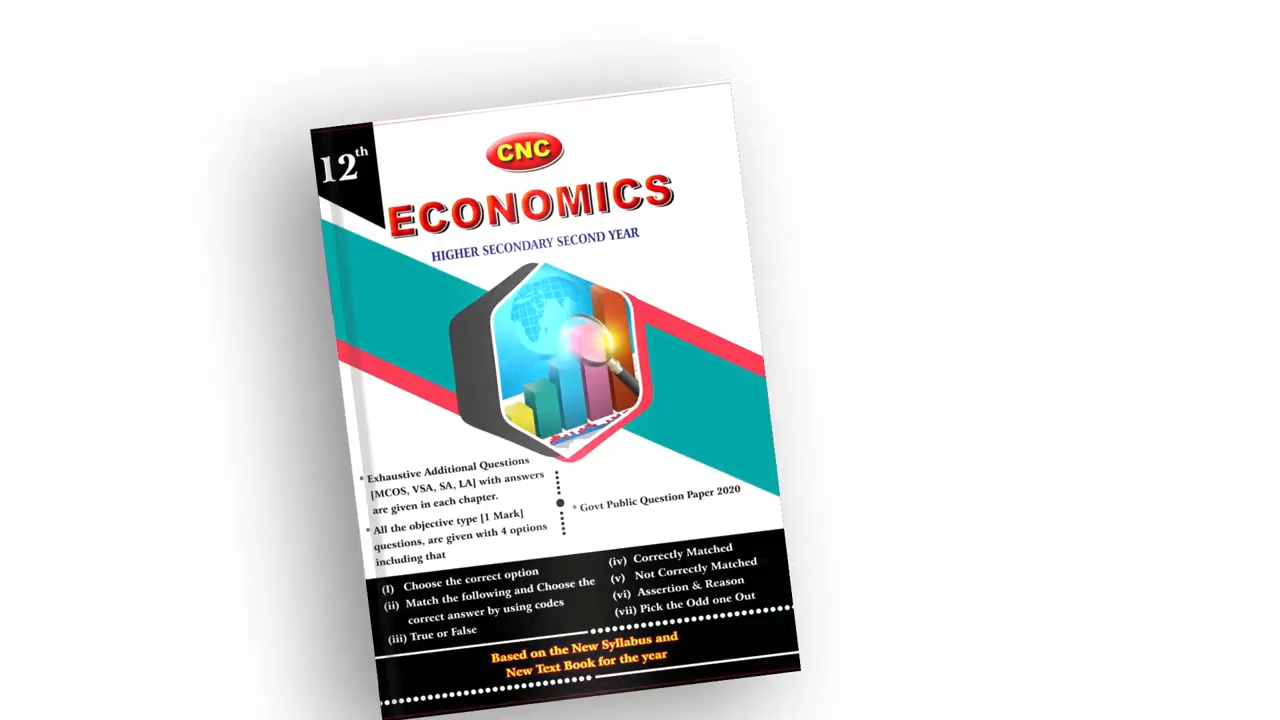 12th
CNC
ECONOMICS
HIGHER SECONDARY SECOND YEAR
* Exhaustive Additional Questions
[MCOS, VSA, SA, LA] with answers
are given in each chapter.
* All the objective type [1 Mark]
questions, are given with 4 options
including that
* Govt Public Question Paper 2020
(I) Choose the correct option
(ii) Match the following and Choose the
correct answer by using codes
(iii) True or False
(iv) Correctly Matched
(v) Not Correctly Matched
(vi) Assertion & Reason
(vii) Pick the Odd one Out
Based on the New Syllabus and
New Text Book for the year